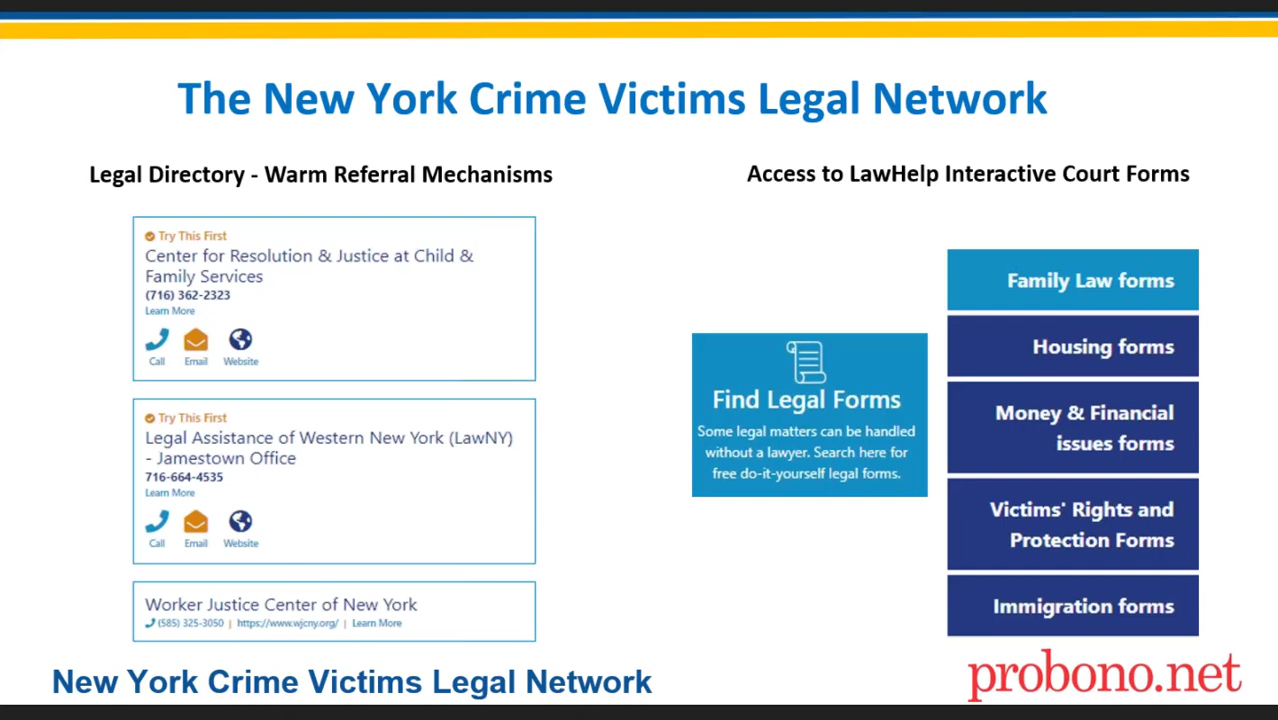 The New York Crime Victims Legal Network
Legal Directory - Warm Referral Mechanisms
Try This First
Center for Resolution & Justice at Child &
Family Services
(716) 362-2323
Learn More
Call Email Website
Try This First
Legal Assistance of Western New York (LawNY)
- Jamestown Office
716-664-4535
Learn More
Call Email Website
Worker Justice Center of New York
(585) 325-3050 | https://www.wjcny.org/ | Learn More
Access to LawHelp Interactive Court Forms
Find Legal Forms
Some legal matters can be handled
without a lawyer. Search here for
free do-it-yourself legal forms.
Family Law forms
Housing forms
Money & Financial
issues forms
Victims' Rights and
Protection Forms
Immigration forms
New York Crime Victims Legal Network
probono.net